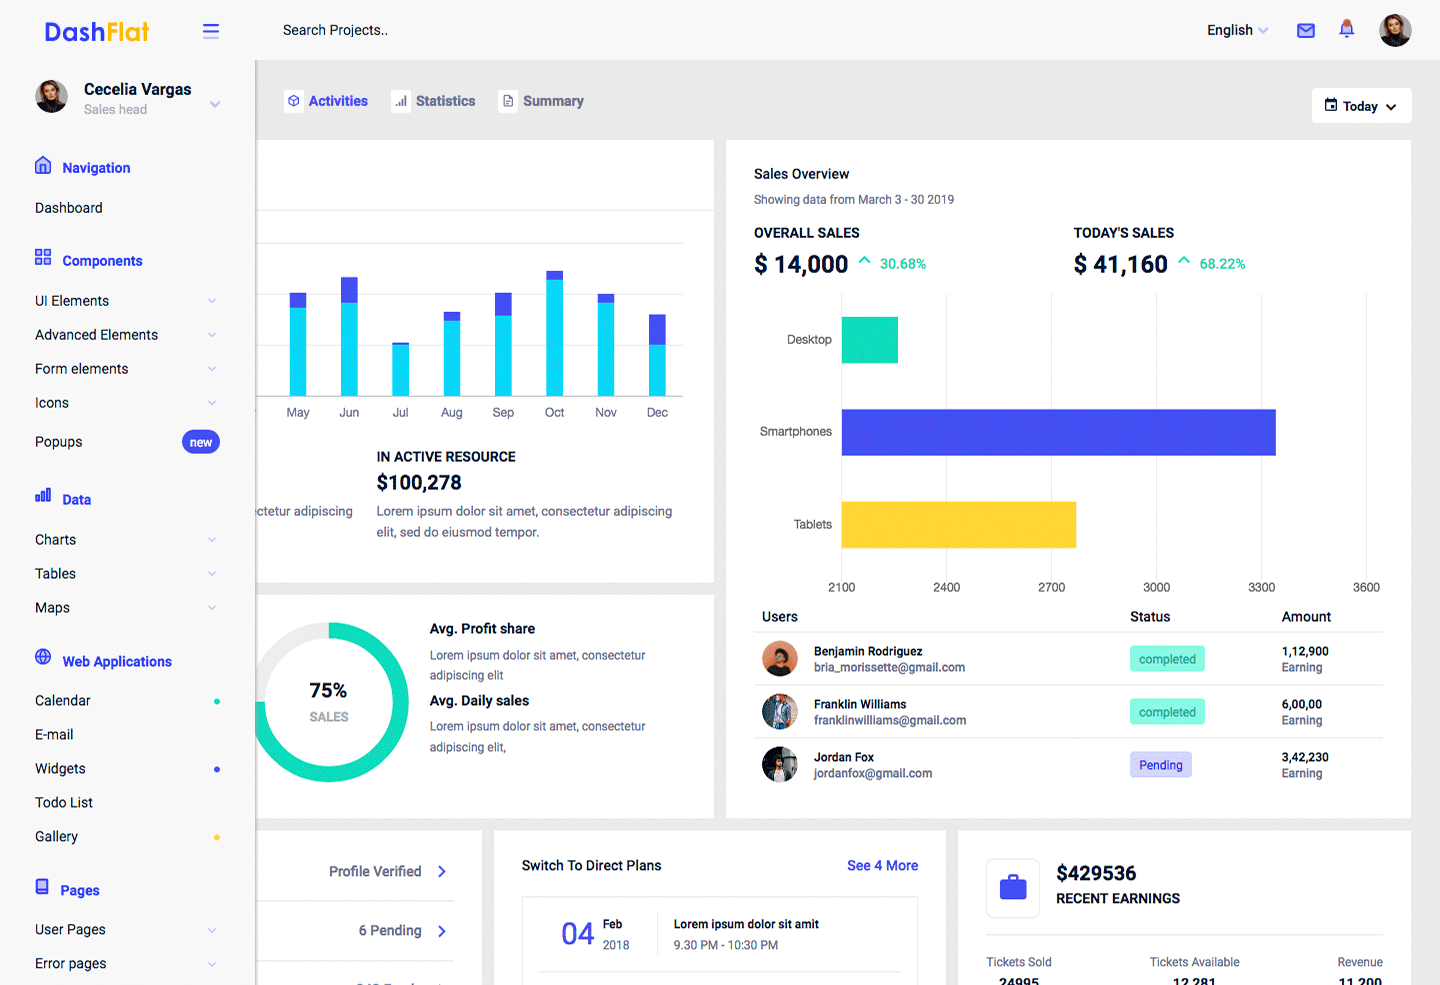 DashFlat
Search Projects..
English
Cecelia Vargas
Sales head
Navigation
Dashboard
Components
UI Elements
Advanced Elements
Form elements
Icons
Popups
new
Data
Charts
Tables
Maps
Web Applications
Calendar
E-mail
Widgets
Todo List
Gallery
Pages
User Pages
Error pages
Activities
Statistics
Summary
Today
May Jun Jul Aug Sep Oct Nov Dec
IN ACTIVE RESOURCE
$100,278
ctetur adipiscing
Lorem ipsum dolor sit amet, consectetur adipiscing
elit, sed do eiusmod tempor.
75%
SALES
Avg. Profit share
Lorem ipsum dolor sit amet, consectetur
adipiscing elit
Avg. Daily sales
Lorem ipsum dolor sit amet, consectetur
adipiscing elit,
Sales Overview
Showing data from March 3 - 30 2019
OVERALL SALES
$ 14,000 30.68%
TODAY'S SALES
$ 41,160 68.22%
Desktop
Smartphones
Tablets
2100 2400 2700 3000 3300 3600
Users Status Amount
Benjamin Rodriguez
bria_morissette@gmail.com
completed
1,12,900
Earning
Franklin Williams
franklinwilliams@gmail.com
completed
6,00,00
Earning
Jordan Fox
jordanfox@gmail.com
Pending
3,42,230
Earning
Profile Verified
6 Pending
Switch To Direct Plans
See 4 More
04
Feb
2018
Lorem ipsum dolor sit amit
9.30 PM - 10:30 PM
$429536
RECENT EARNINGS
Tickets Sold
24995
Tickets Available
12,281
Revenue
11,200